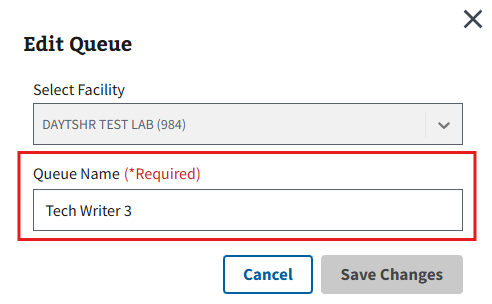 Edit Queue
Select Facility
DAYTSHR TEST LAB (984)
Queue Name (*Required)
Tech Writer 3
Cancel
Save Changes